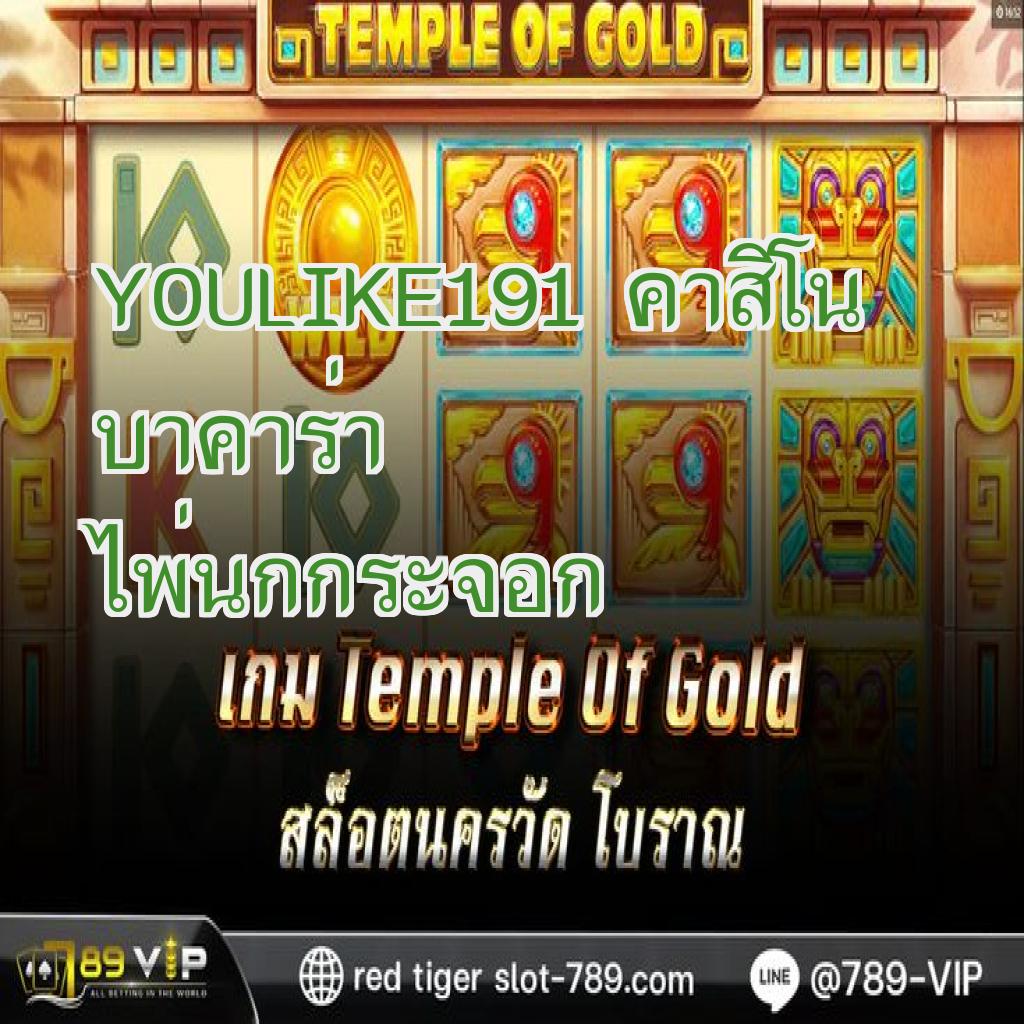 TEMPLE OF GOLD
WILD
YOULIKE191 คาสิโน
บาคาร่า
ไพ่นกกระจอก
เกม Temple Of Gold
สล็อตนครวัด โบราณ
789 VIP
ALL BETTING IN THE WORLD
red tiger slot-789.com
LINE @789-VIP